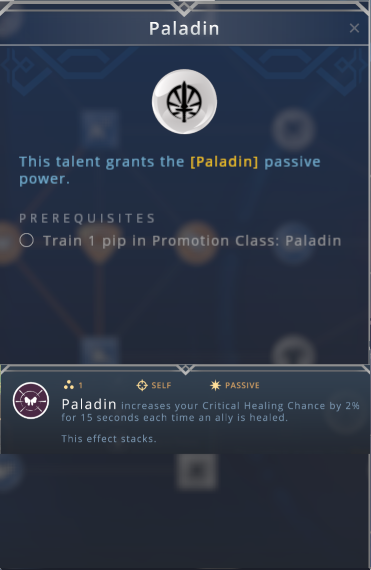 Paladin
This talent grants the [Paladin] passive
power.
PREREQUISITES
Train 1 pip in Promotion Class: Paladin
1 SELF PASSIVE
Paladin increases your Critical Healing Chance by 2%
for 15 seconds each time an ally is healed.
This effect stacks.